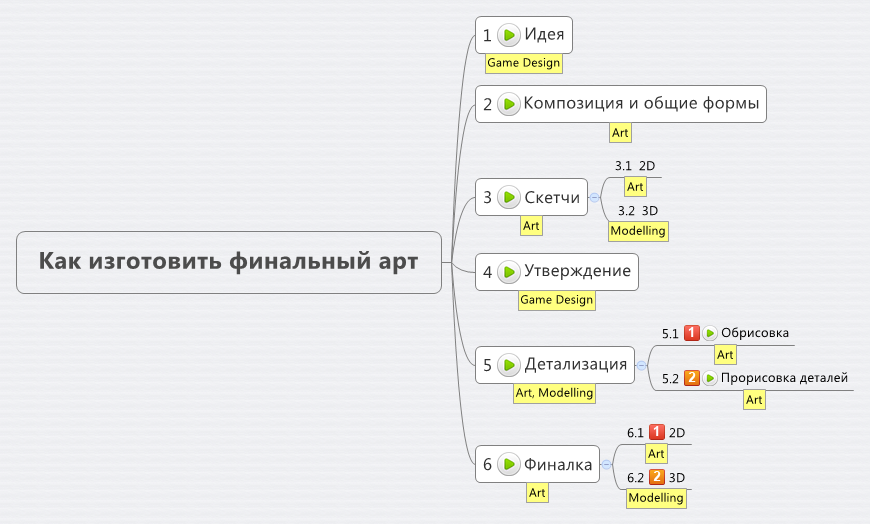 Как изготовить финальный арт
1 Идея
Game Design
2 Композиция и общие формы
Art
3 Скетчи
Art
3.1 2D
Art
3.2 3D
Modelling
4 Утверждение
Game Design
5 Детализация
Art, Modelling
5.1 1 Обрисовка
Art
5.2 2 Прорисовка деталей
Art
6 Финалка
Art
6.1 1 2D
Art
6.2 2 3D
Modelling